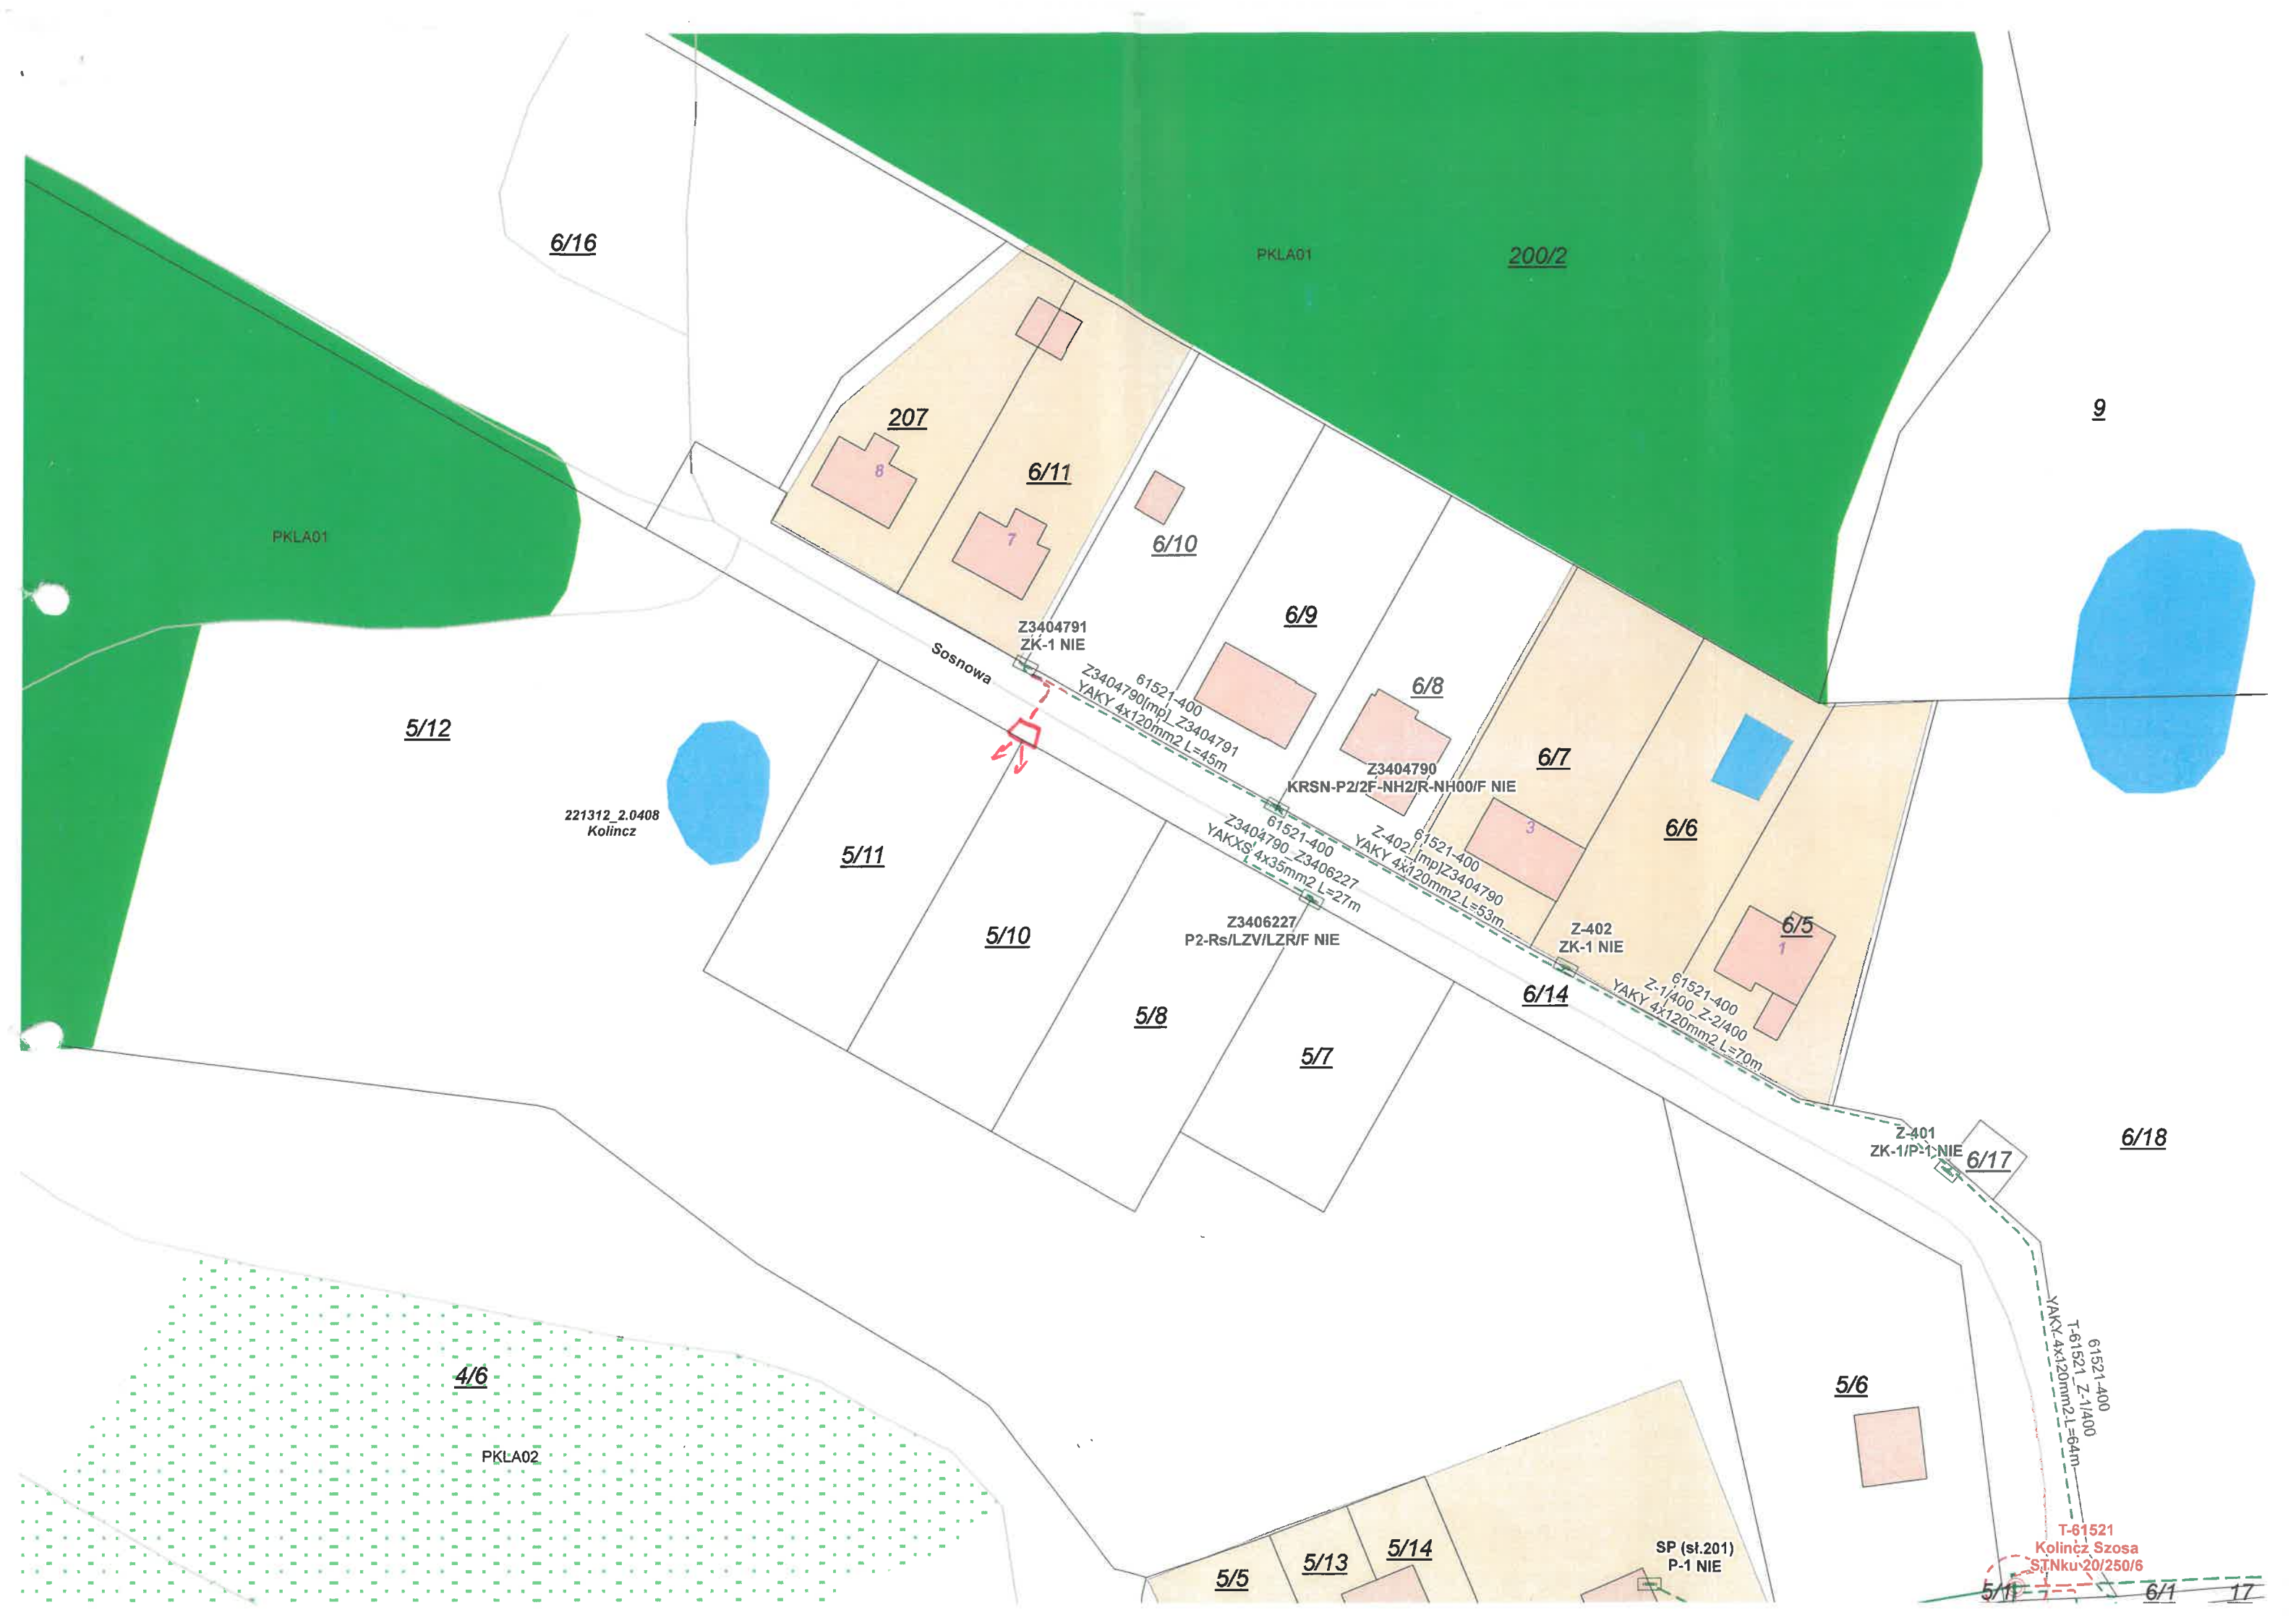 6/16
PKLA01
200/2
9
207
8
6/11
7
PKLA01
6/10
6/9
Z3404791
ZK-1 NIE
Sosnowa
61521-400
Z3404790[mp]_Z3404791
YAKY 4x120mm2 L=45m
6/8
5/12
6/7
Z3404790
KRSN-P2/2F-NH2/R-NH00/F NIE
3
6/6
221312_2.0408
Kolincz
5/11
61521-400
Z3404790_Z3406227
YAKXS 4x35mm2 L=27m
61521-400
Z-402_[mp]Z3404790
YAKY 4x120mm2 L=53m
6/5
1
5/10
Z3406227
P2-Rs/LZV/LZR/F NIE
Z-402
ZK-1 NIE
6/14
61521-400
Z-1/400_Z-2/400
YAKY 4x120mm2 L=70m
5/8
5/7
Z-401
ZK-1/P-1 NIE
6/17
6/18
61521-400
T-61521_Z-1/400
YAKY 4x120mm2 L=64m
4/6
5/6
PKLA02
T-61521
Kolincz Szosa
STNku 20/250/6
SP (sł.201)
P-1 NIE
5/14
5/13
5/5
6/1
17